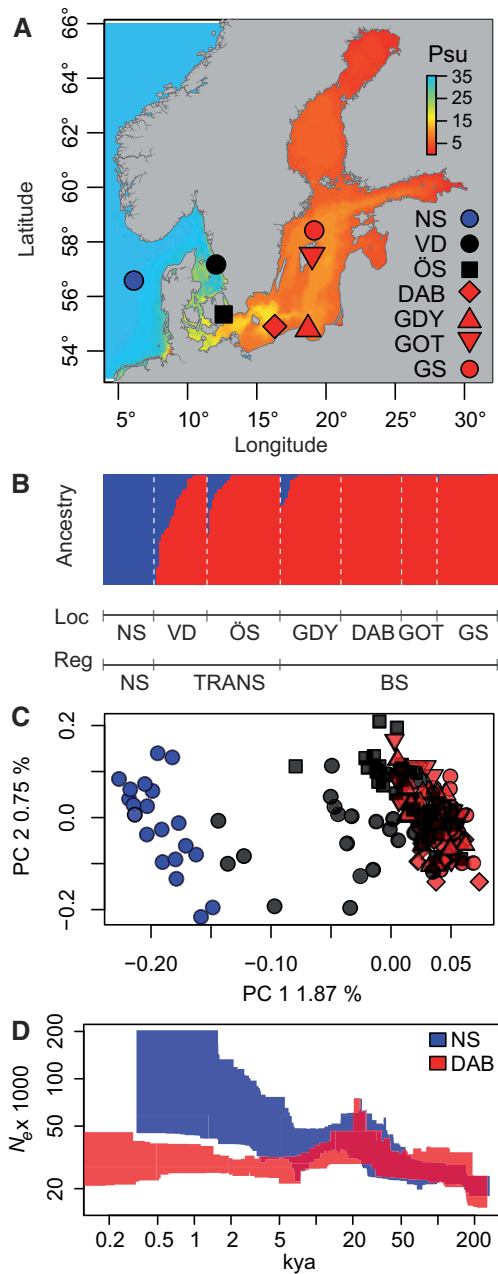 A
66°
64°
62°
60°
58°
56°
54°
Latitude
5° 10° 15° 20° 25° 30°
Longitude
Psu
35
25
15
5
NS
VD
ÖS
DAB
GDY
GOT
GS
B
Ancestry
Loc
NS VD ÖS GDY DAB GOT GS
Reg
NS TRANS BS
C
PC 2 0.75 %
0.2
0.0
−0.2
−0.20 −0.10 0.00 0.05
PC 1 1.87 %
D
Ne x 1000
200
100
50
20
NS
DAB
0.2 0.5 1 2 5 20 50 200
kya